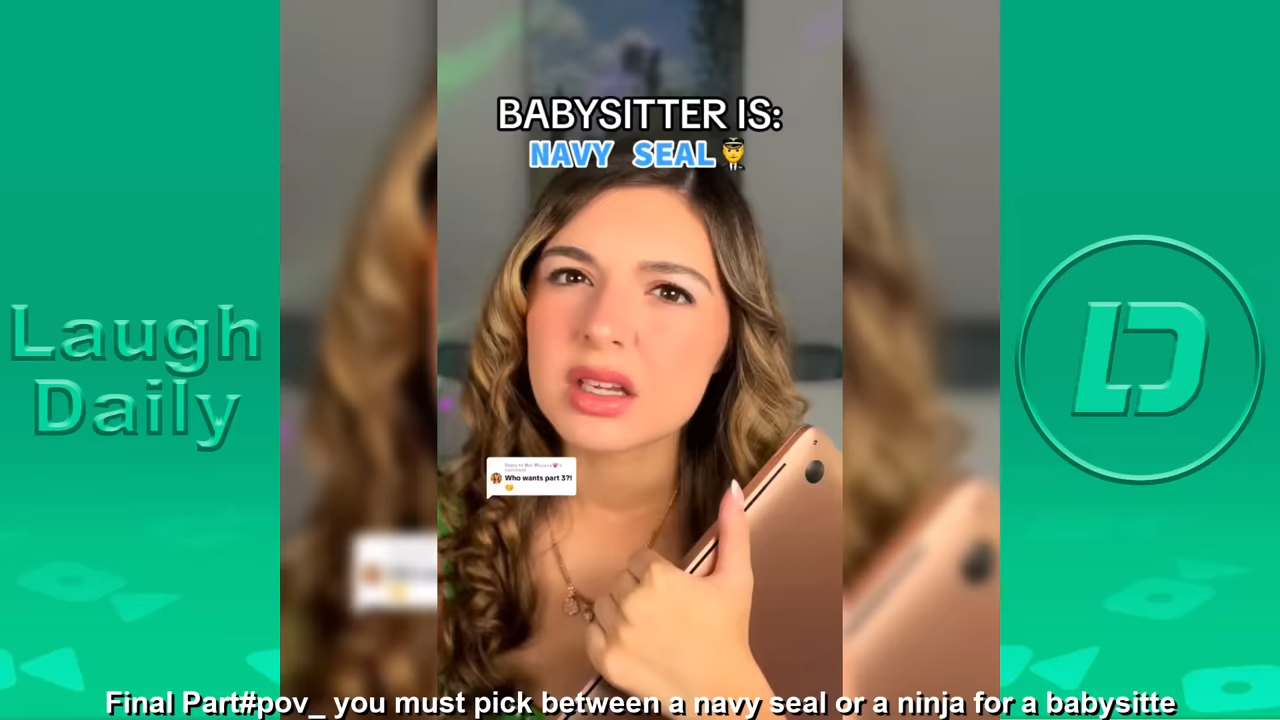 BABYSITTER IS:
NAVY SEAL
Laugh
Daily
LD
Who wants part 3?!
Final Part#pov_ you must pick between a navy seal or a ninja for a babysitte